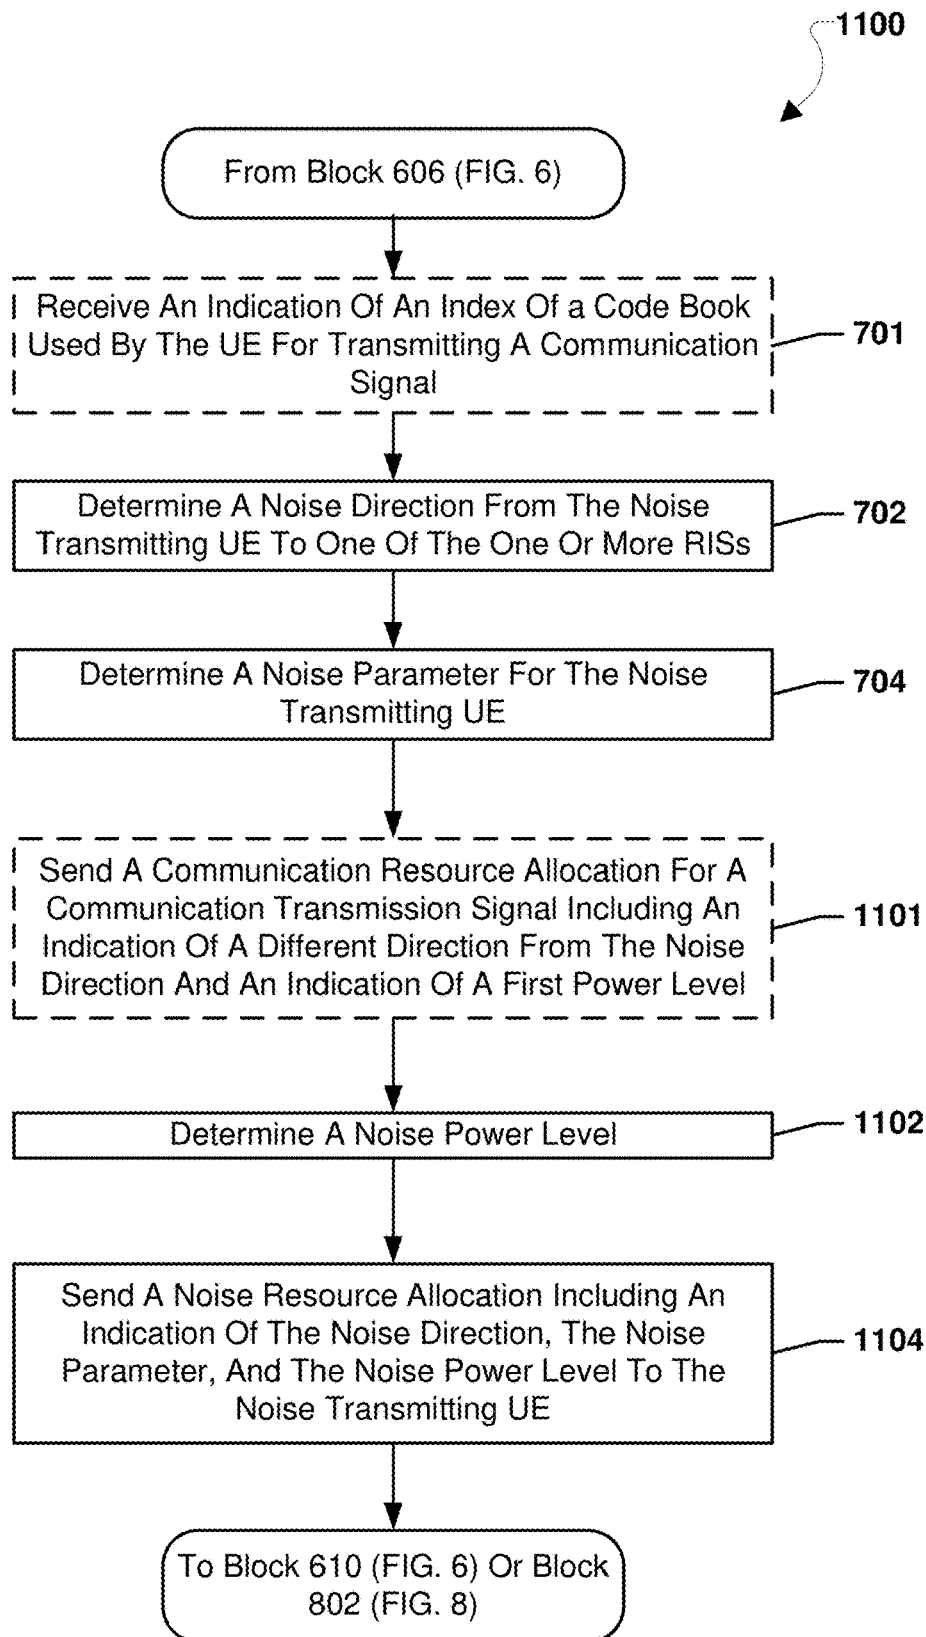 1100
From Block 606 (FIG. 6)
Receive An Indication Of An Index Of a Code Book
Used By The UE For Transmitting A Communication
Signal
701
Determine A Noise Direction From The Noise
Transmitting UE To One Of The One Or More RISs
702
Determine A Noise Parameter For The Noise
Transmitting UE
704
Send A Communication Resource Allocation For A
Communication Transmission Signal Including An
Indication Of A Different Direction From The Noise
Direction And An Indication Of A First Power Level
1101
Determine A Noise Power Level
1102
Send A Noise Resource Allocation Including An
Indication Of The Noise Direction, The Noise
Parameter, And The Noise Power Level To The
Noise Transmitting UE
1104
To Block 610 (FIG. 6) Or Block
802 (FIG. 8)